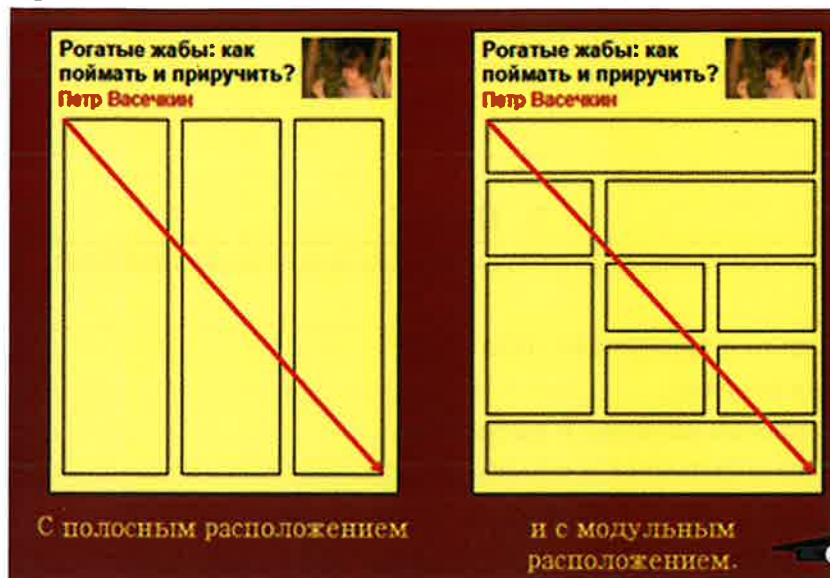 Рогатые жабы: как
поймать и приручить?
Петр Васечкин
Рогатые жабы: как
поймать и приручить?
Петр Васечкин
С полосным расположением
и с модульным
расположением.